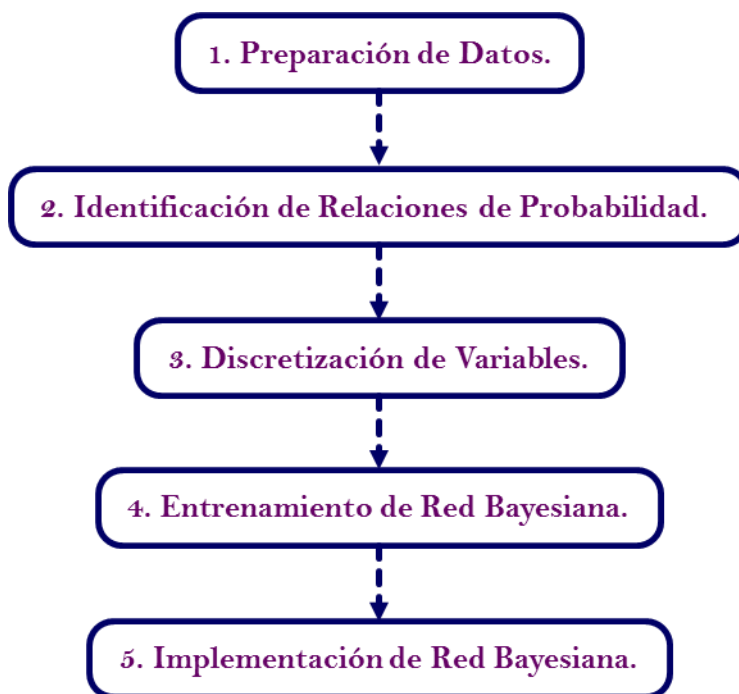 1. Preparación de Datos.
2. Identificación de Relaciones de Probabilidad.
3. Discretización de Variables.
4. Entrenamiento de Red Bayesiana.
5. Implementación de Red Bayesiana.